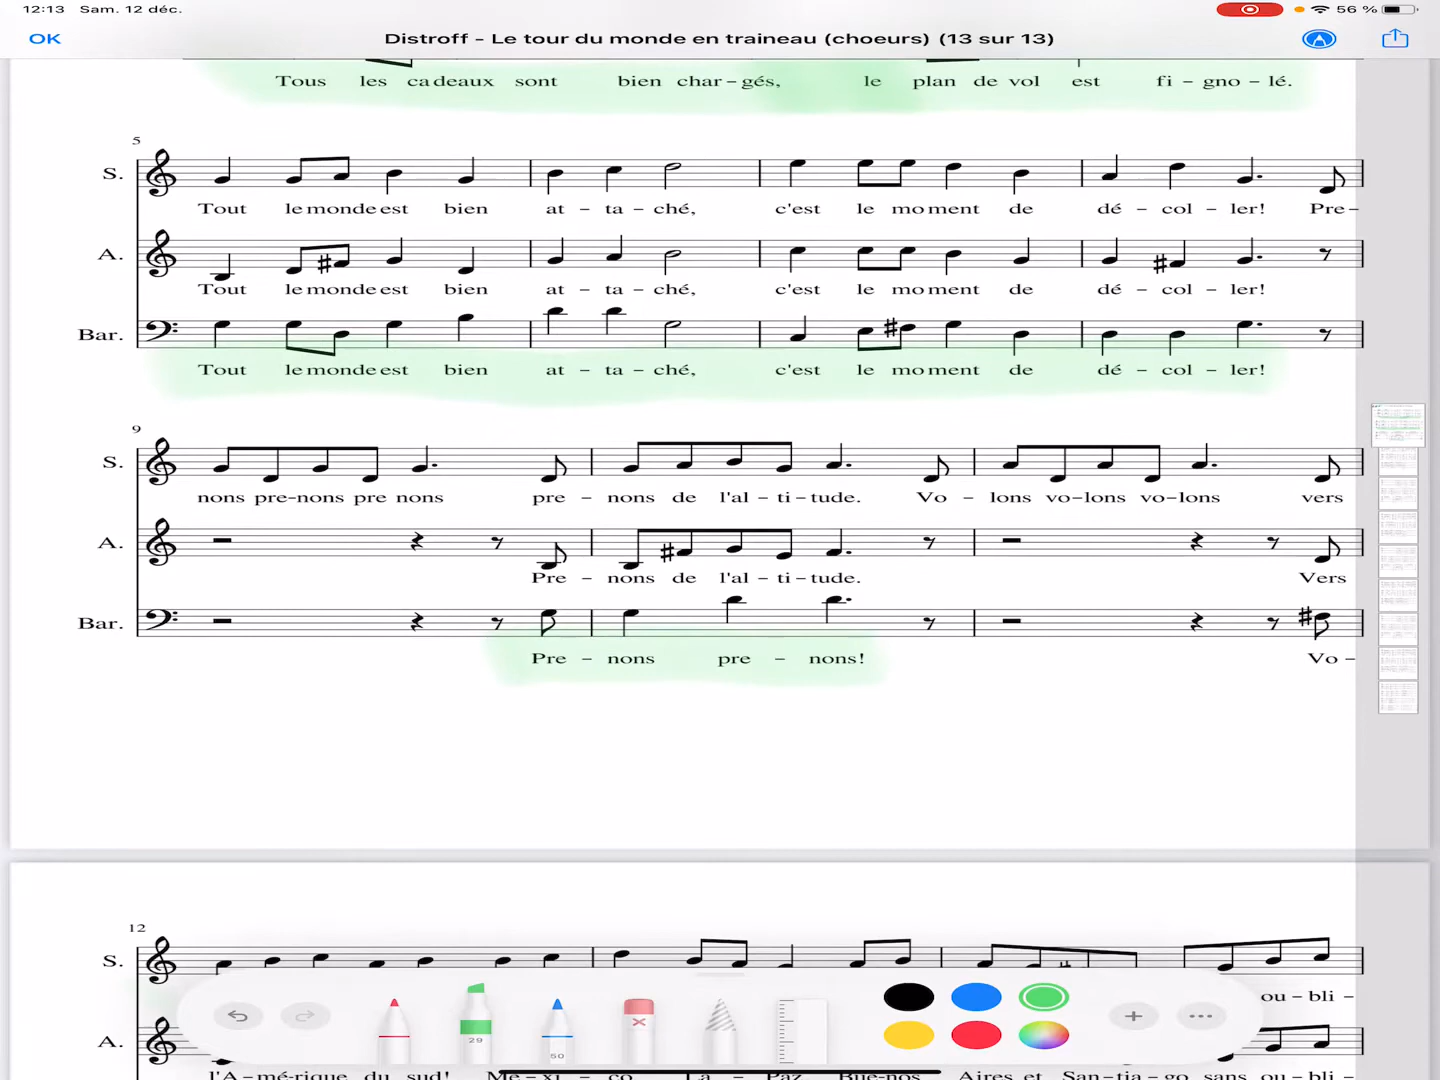 12:13 Sam. 12 déc. 56 %
OK Distroff - Le tour du monde en traineau (choeurs) (13 sur 13)
Tous les cadeaux sont bien char - gés, le plan de vol est fi - gno - lé.
5
S.
Tout le monde est bien at - ta - ché, c'est le moment de dé - col - ler! Pre -
A.
Tout le monde est bien at - ta - ché, c'est le moment de dé - col - ler!
Bar.
Tout le monde est bien at - ta - ché, c'est le moment de dé - col - ler!
9
S.
nons pre-nons pre nons pre - nons de l'al - ti - tude. Vo - lons vo-lons vo-lons vers
A.
Pre - nons de l'al - ti - tude. Vers
Bar.
Pre - nons pre - nons! Vo -
12
S.
ou - bli -
A.
29
50
l'A - mé-rique du sud! Me - xi - co La - Paz Bue-nos Aires et San - tia - go sans ou - bli -